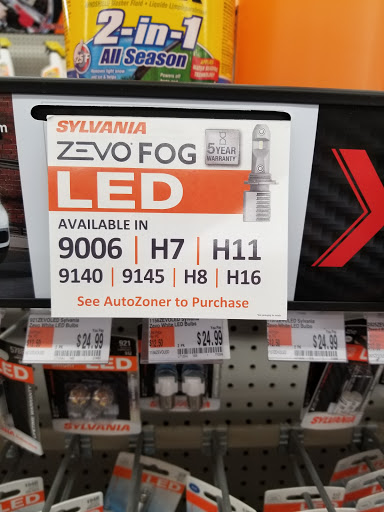 2-in-1
All Season
SYLVANIA
ZEVO® FOG
5 YEAR
WARRANTY
LED
AVAILABLE IN
9006 | H7 | H11
9140 | 9145 | H8 | H16
See AutoZoner to Purchase
$24.99
$24.99
$24.99
921
SYLVANIA
LED
LED